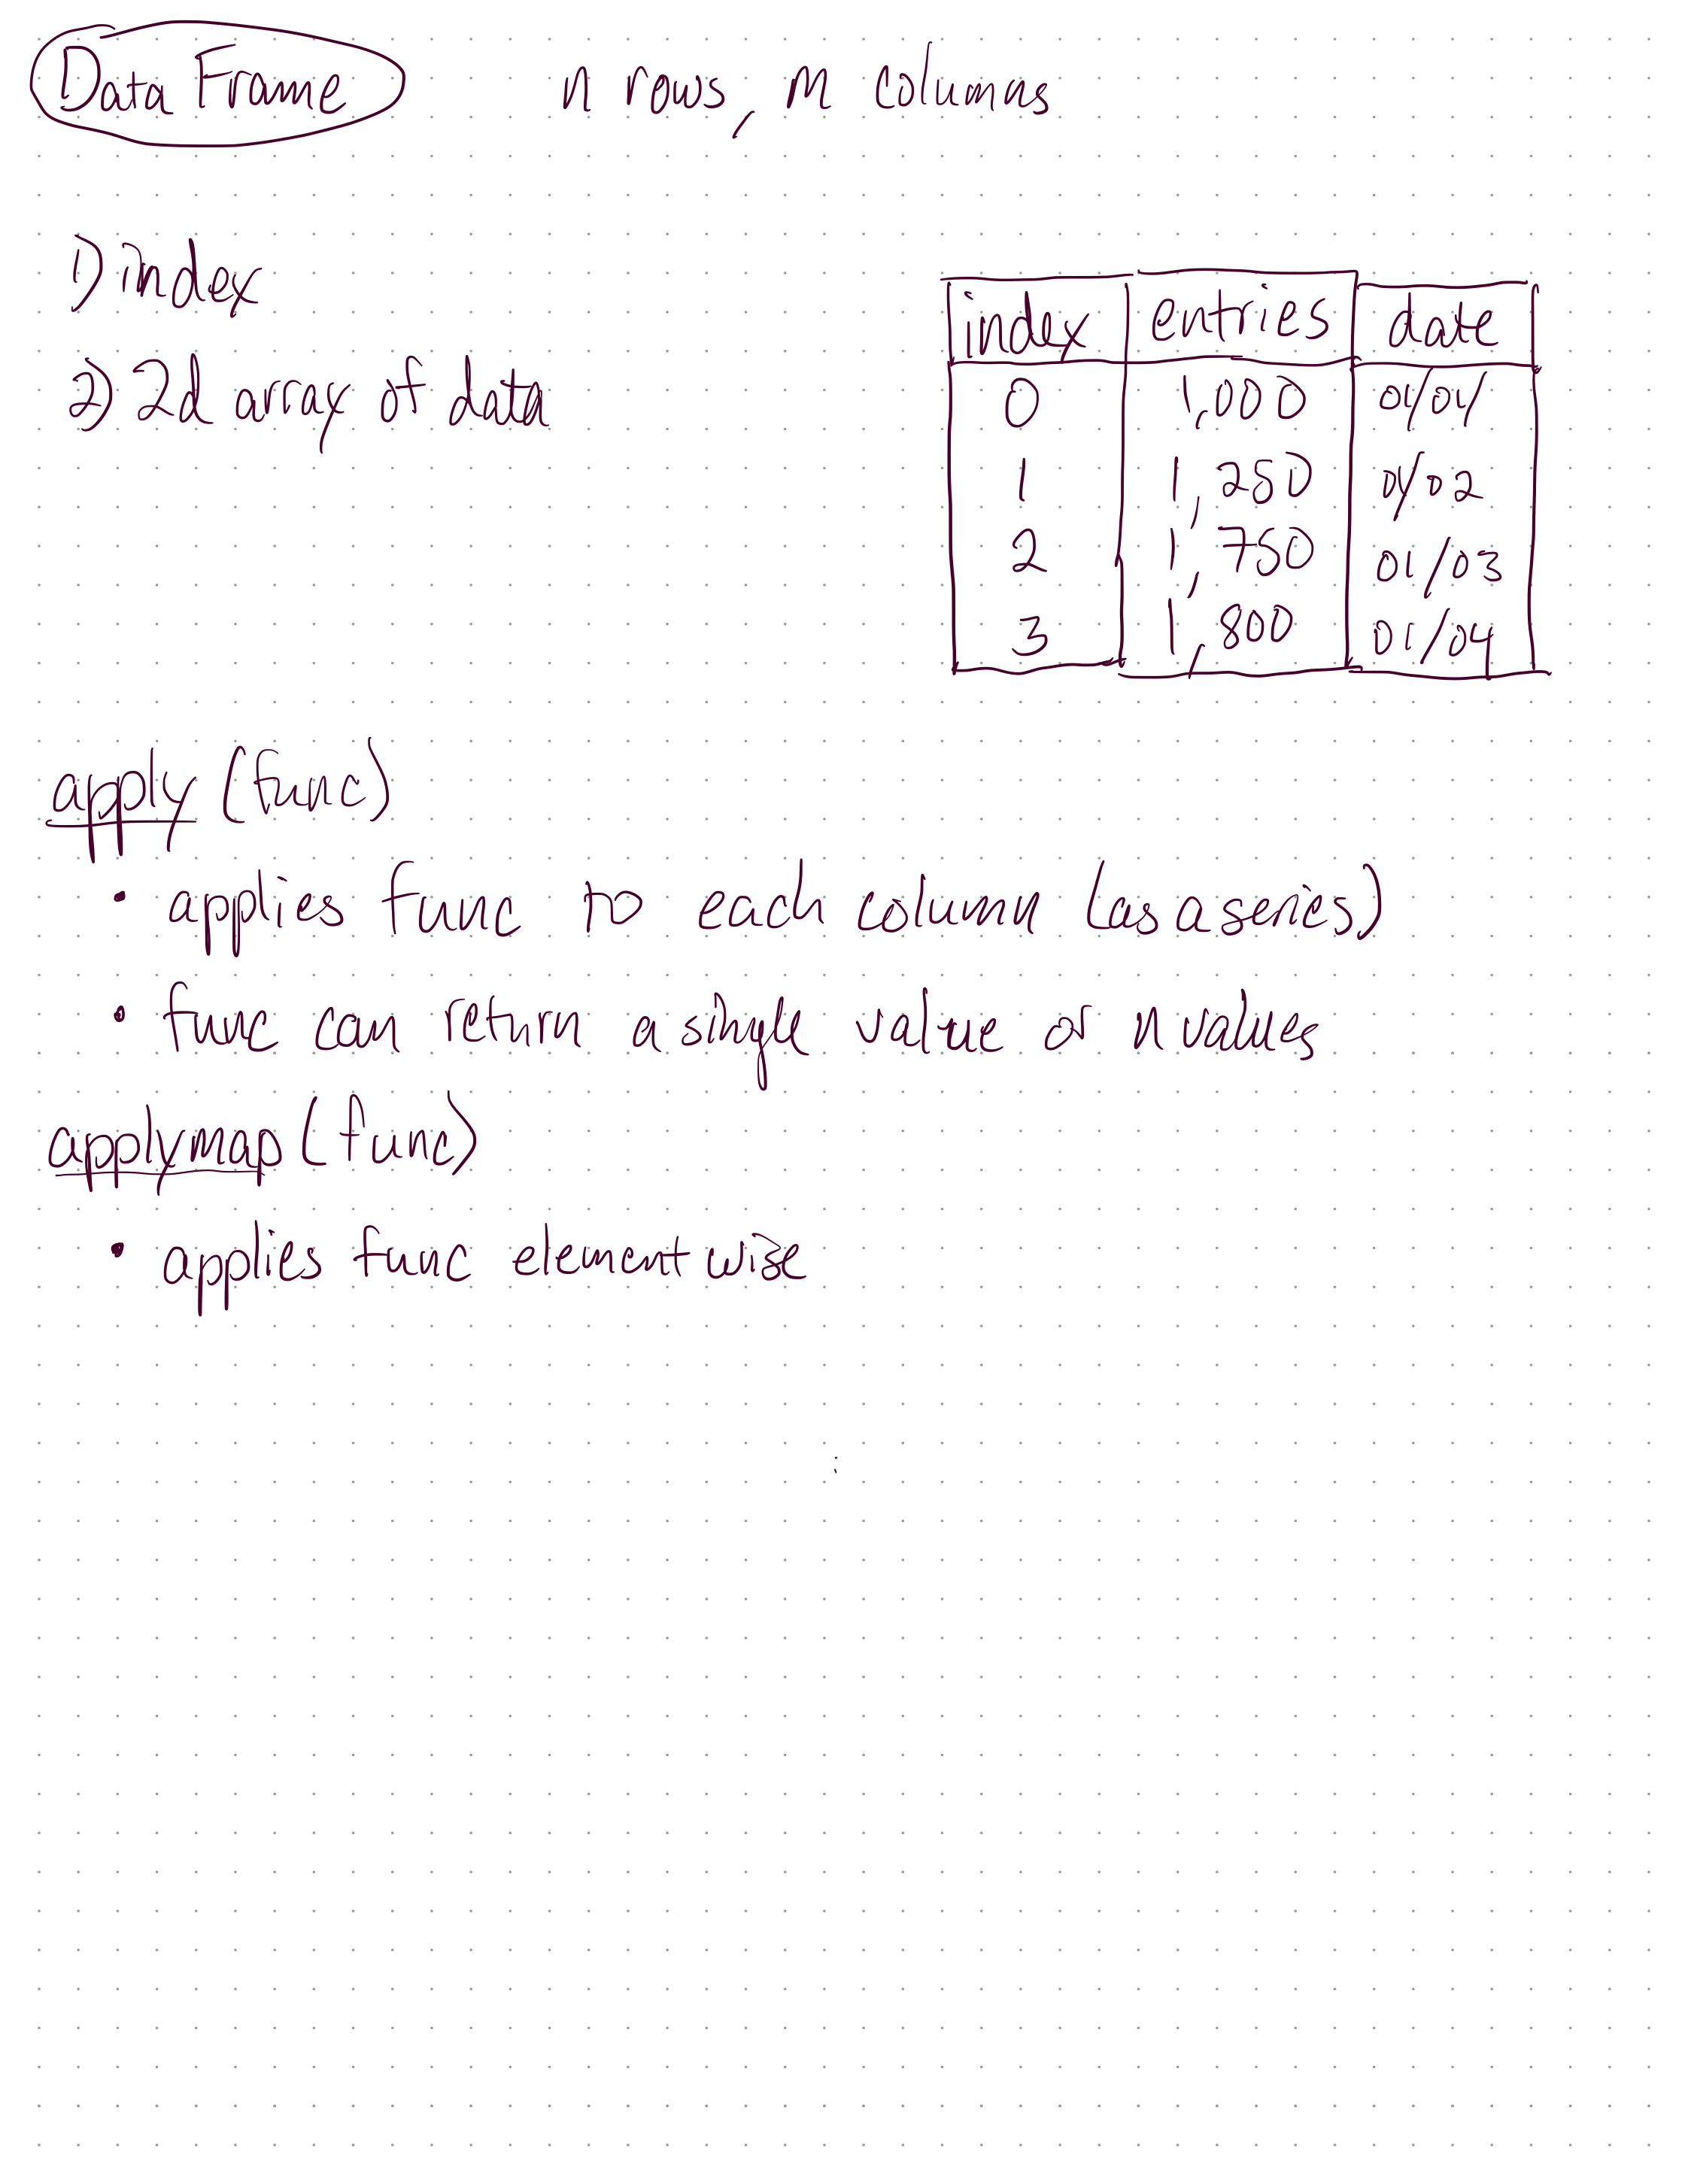 Data Frame n rows, m columns
1) index
2) 2d array of data
index entries date
0 1,000 01/01
1 1,250 01/02
2 1,750 01/03
3 1,800 01/04
apply (func)
• applies func to each column (as a series)
• func can return a single value or n values
applymap (func)
• applies func elementwise